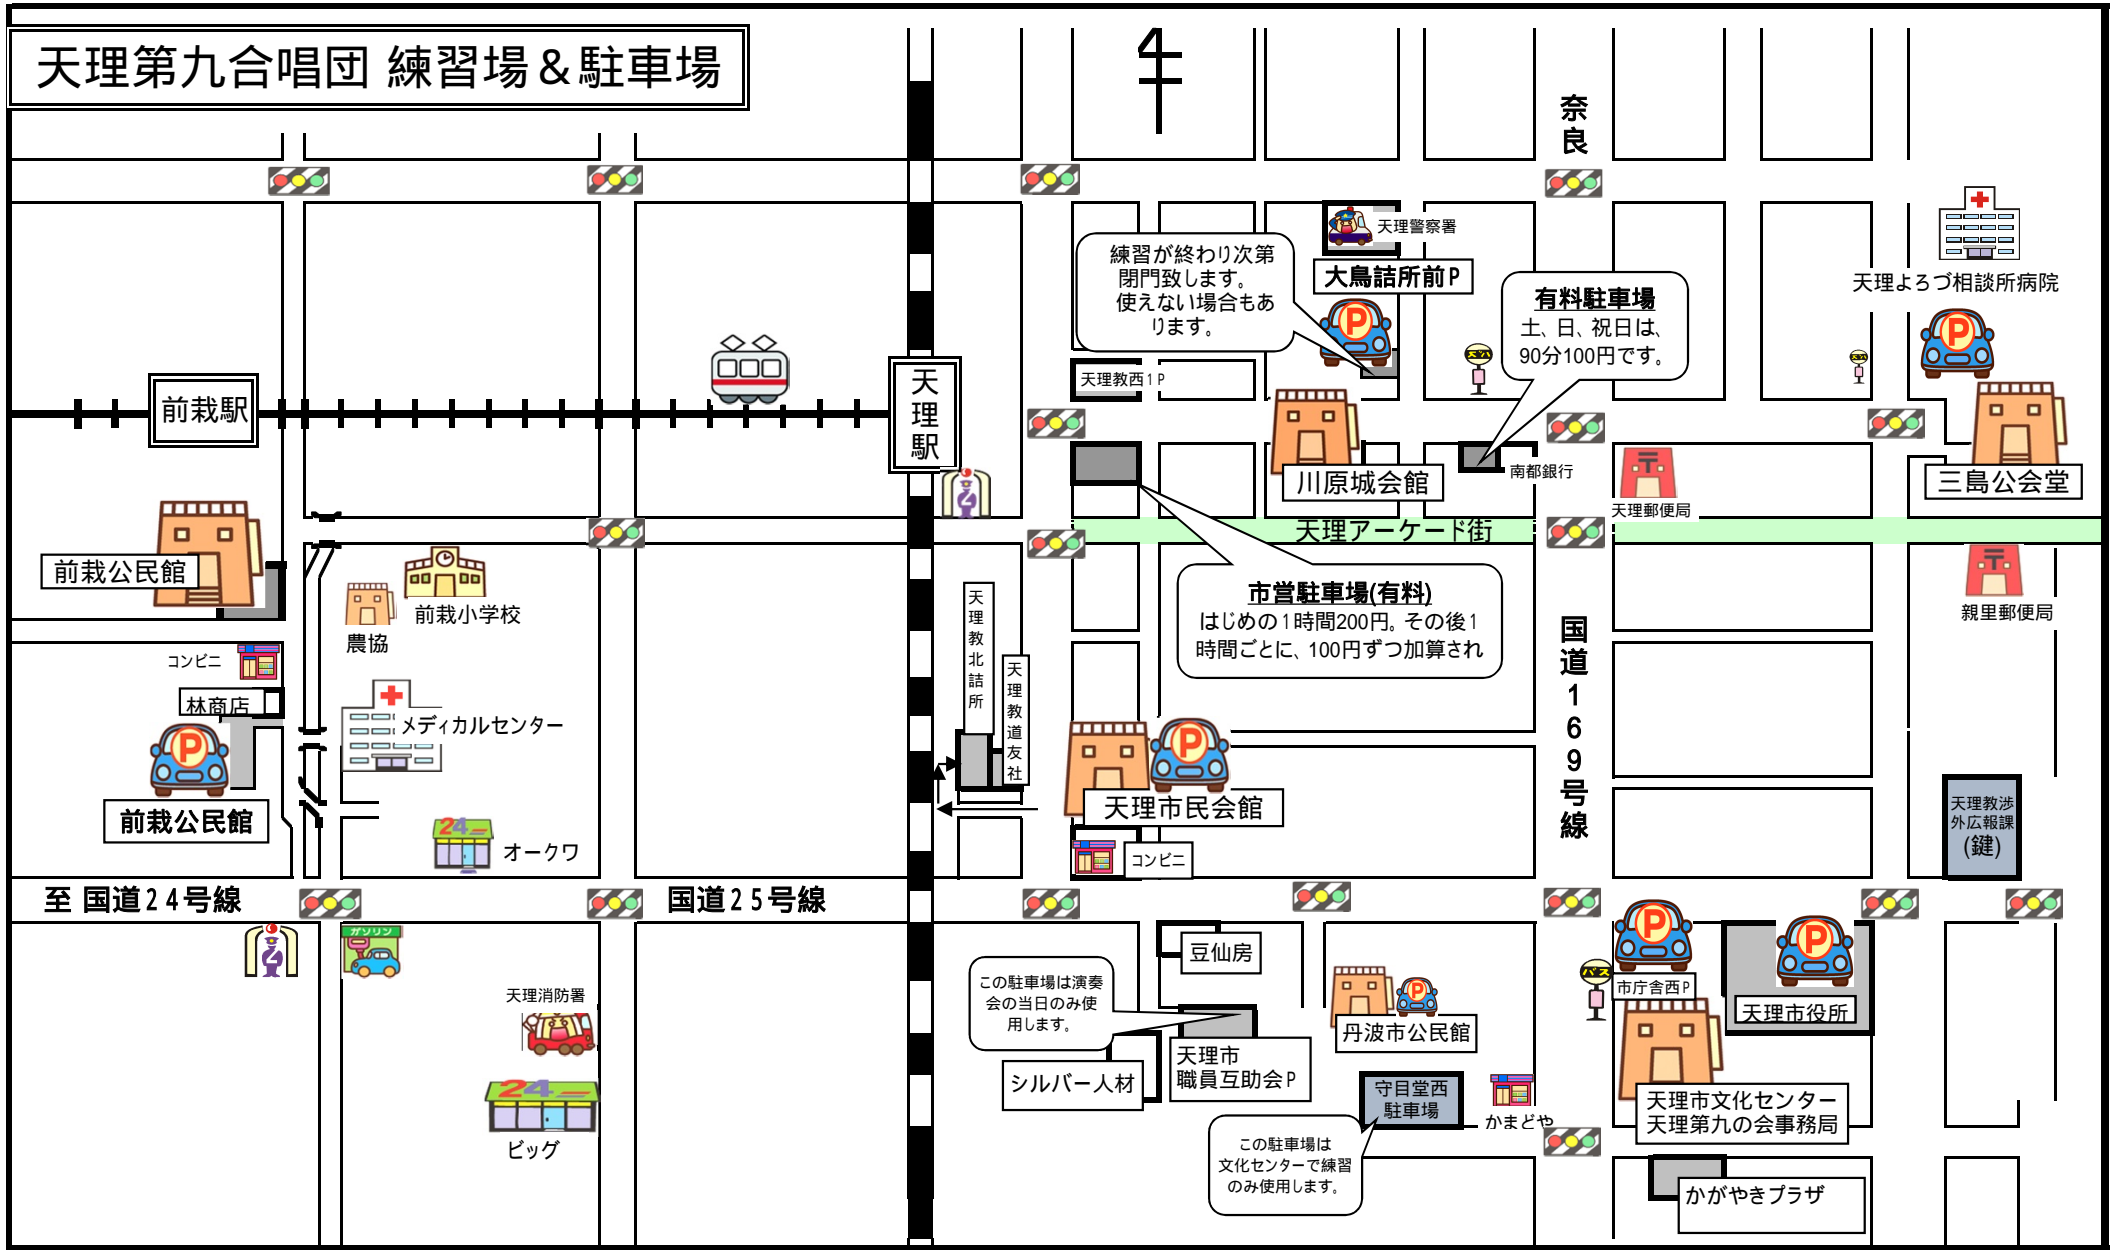 天理第九合唱団 練習場＆駐車場
奈良
天理警察署
練習が終わり次第
閉門致します。
使えない場合もあ
ります。
大鳥詰所前P
有料駐車場
土、日、祝日は、
90分100円です。
天理よろづ相談所病院
P
P
バス
バス
天理教西1P
前栽駅
天理駅
川原城会館
南都銀行
天理郵便局
三島公会堂
天理アーケード街
前栽公民館
前栽小学校
農協
市営駐車場(有料)
はじめの1時間200円。その後1
時間ごとに、100円ずつ加算され
親里郵便局
国道169号線
天理教北詰所
天理教道友社
コンビニ
林商店
P
前栽公民館
メディカルセンター
P
天理市民会館
天理教渉
外広報課
(鍵)
24
オークワ
コンビニ
至 国道24号線
国道25号線
ガソリン
豆仙房
P
P
バス
市庁舎西P
天理市役所
天理消防署
この駐車場は演奏
会の当日のみ使
用します。
P
丹波市公民館
シルバー人材
天理市
職員互助会P
守目堂西
駐車場
かまどや
天理市文化センター
天理第九の会事務局
24
ビッグ
この駐車場は
文化センターで練習
のみ使用します。
かがやきプラザ